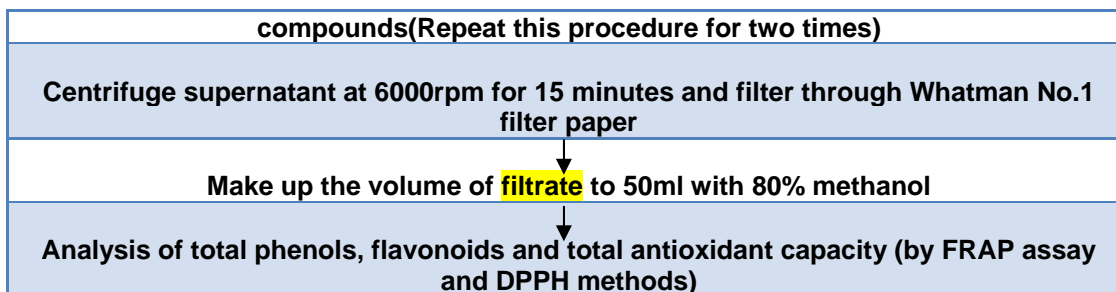 compounds(Repeat this procedure for two times)
Centrifuge supernatant at 6000rpm for 15 minutes and filter through Whatman No.1
filter paper
Make up the volume of filtrate to 50ml with 80% methanol
Analysis of total phenols, flavonoids and total antioxidant capacity (by FRAP assay
and DPPH methods)